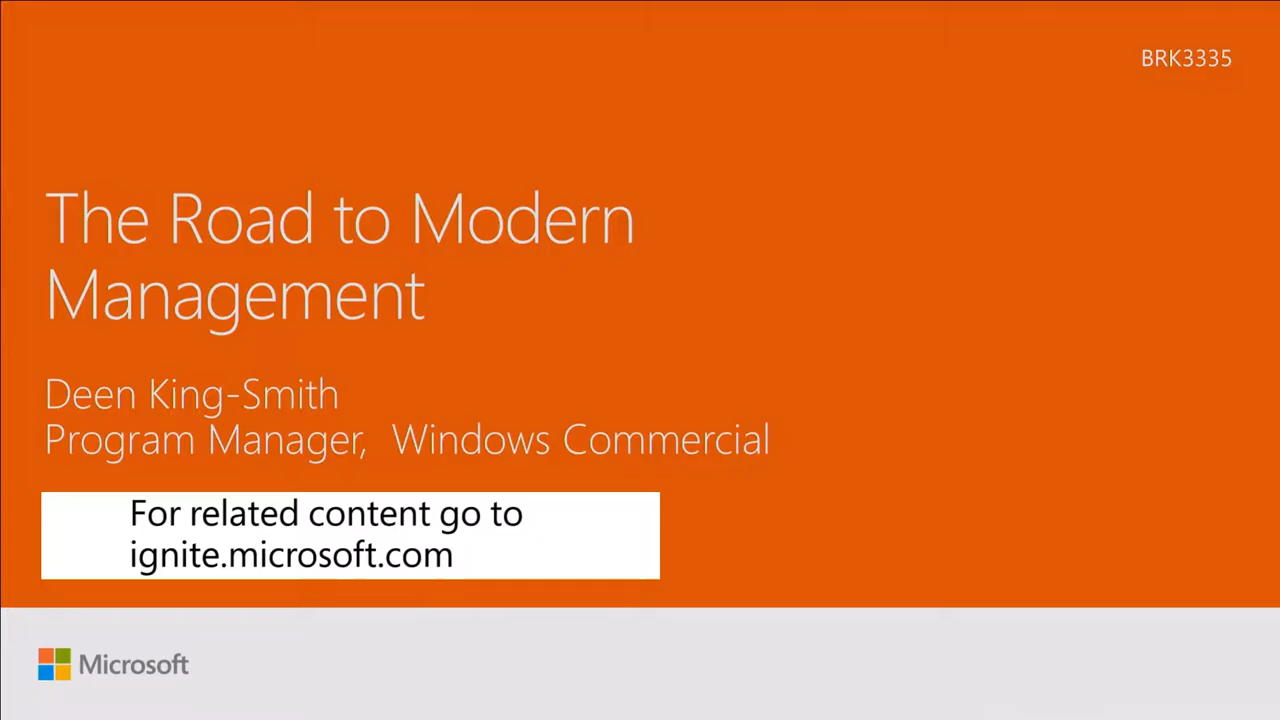 BRK3335
The Road to Modern
Management
Deen King-Smith
Program Manager,  Windows Commercial
For related content go to
ignite.microsoft.com
Microsoft